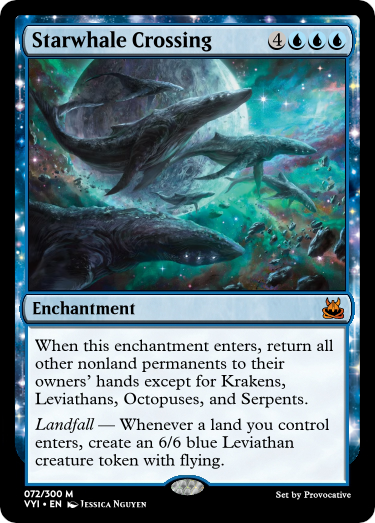 Starwhale Crossing 4
Enchantment
When this enchantment enters, return all
other nonland permanents to their
owners' hands except for Krakens,
Leviathans, Octopuses, and Serpents.
Landfall — Whenever a land you control
enters, create an 6/6 blue Leviathan
creature token with flying.
072/300 M
VYI • EN Jessica Nguyen
Set by Provocative